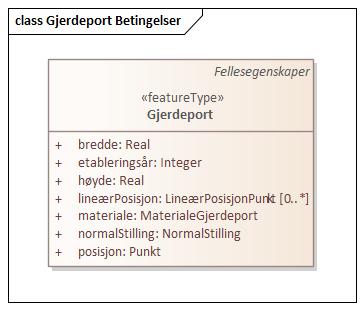 class Gjerdeport Betingelser
Fellesegenskaper
«featureType»
Gjerdeport
+ bredde: Real
+ etableringsår: Integer
+ høyde: Real
+ lineærPosisjon: LineærPosisjonPunkt [0..*]
+ materiale: MaterialeGjerdeport
+ normalStilling: NormalStilling
+ posisjon: Punkt